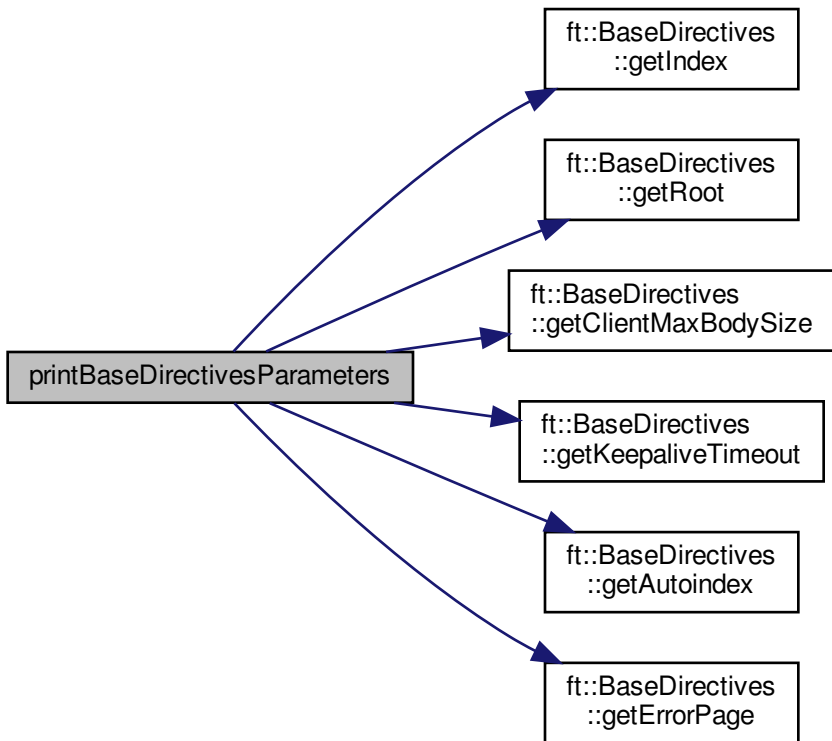 ft::BaseDirectives
::getIndex
ft::BaseDirectives
::getRoot
ft::BaseDirectives
::getClientMaxBodySize
printBaseDirectivesParameters
ft::BaseDirectives
::getKeepaliveTimeout
ft::BaseDirectives
::getAutoindex
ft::BaseDirectives
::getErrorPage